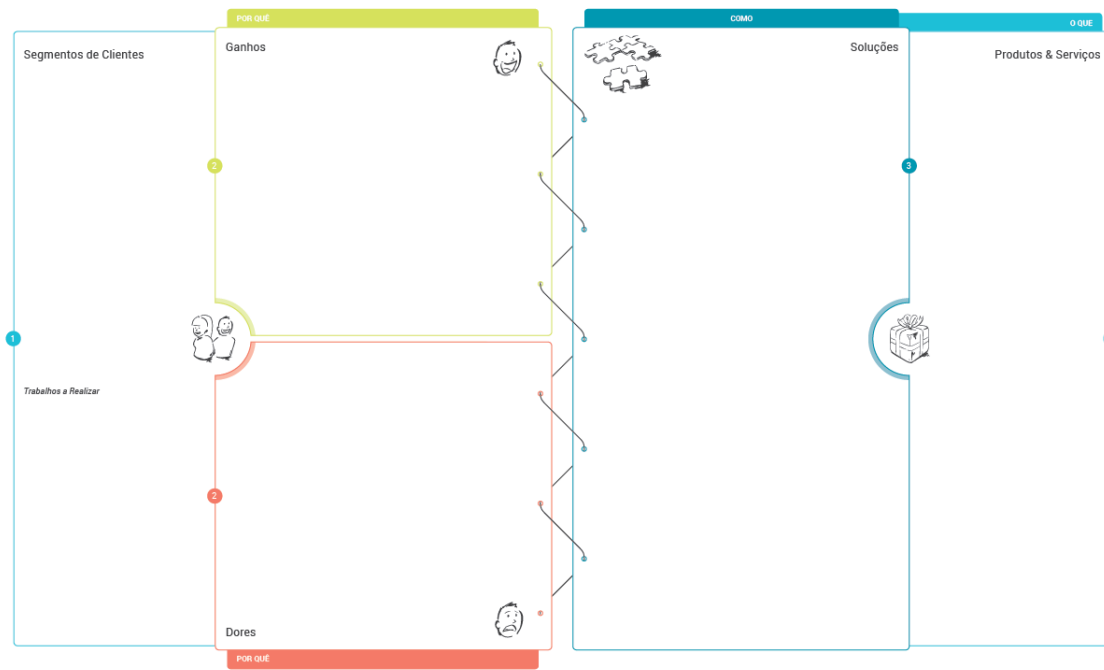 POR QUÊ
COMO
O QUE
Segmentos de Clientes
Ganhos
Soluções
Produtos & Serviços
2
3
1
Trabalhos a Realizar
2
Dores
POR QUÊ